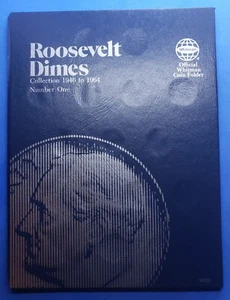 Roosevelt
Dimes
Collection 1946 to 1964
Number One
Official
Whitman
Coin Folder